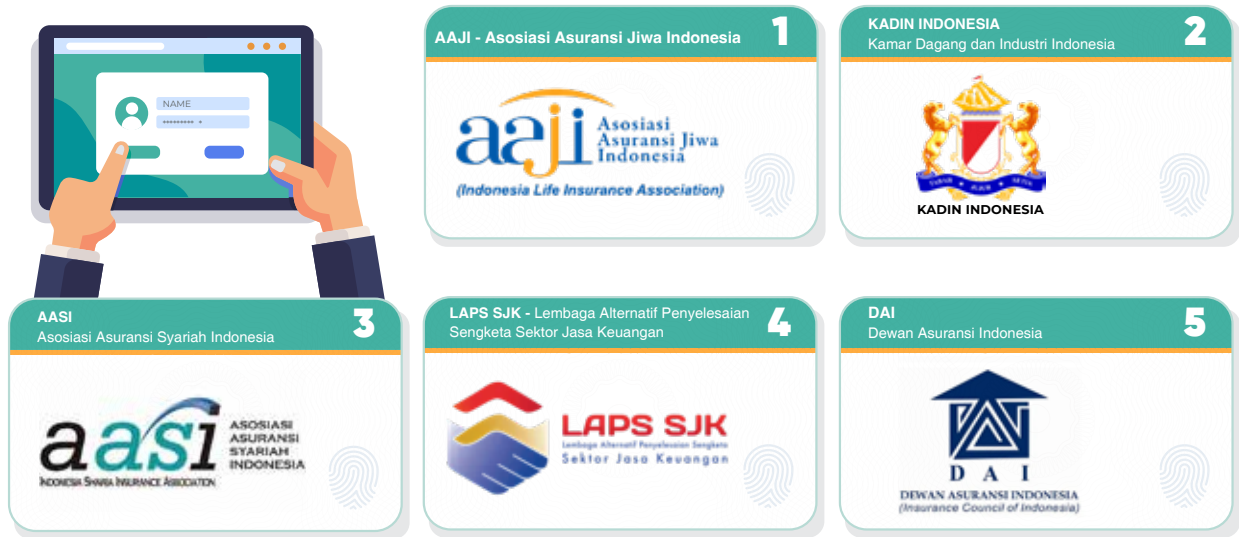 NAME
AAJI - Asosiasi Asuransi Jiwa Indonesia
1
aaji
Asosiasi
Asuransi Jiwa
Indonesia
(Indonesia Life Insurance Association)
KADIN INDONESIA
Kamar Dagang dan Industri Indonesia
2
KADIN INDONESIA
AASI
Asosiasi Asuransi Syariah Indonesia
3
aasi
ASOSIASI
ASURANSI
SYARIAH
INDONESIA
INDONESIA SHARIA INSURANCE ASSOCIATION
LAPS SJK - Lembaga Alternatif Penyelesaian
Sengketa Sektor Jasa Keuangan
4
LAPS SJK
Lembaga Alternatif Penyelesaian Sengketa
Sektor Jasa Keuangan
DAI
Dewan Asuransi Indonesia
5
DAI
DEWAN ASURANSI INDONESIA
(Insurance Council of Indonesia)